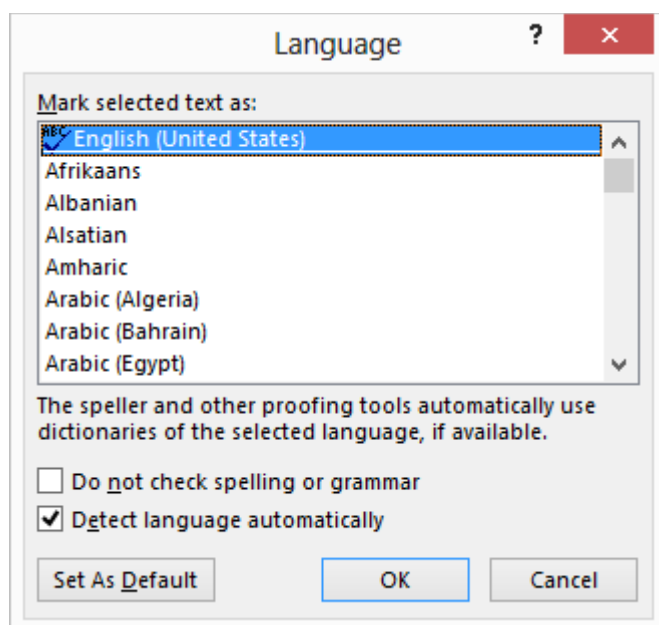 Language ? ×
Mark selected text as:
ABC English (United States)
Afrikaans
Albanian
Alsatian
Amharic
Arabic (Algeria)
Arabic (Bahrain)
Arabic (Egypt)
The speller and other proofing tools automatically use
dictionaries of the selected language, if available.
Do not check spelling or grammar
Detect language automatically
Set As Default OK Cancel